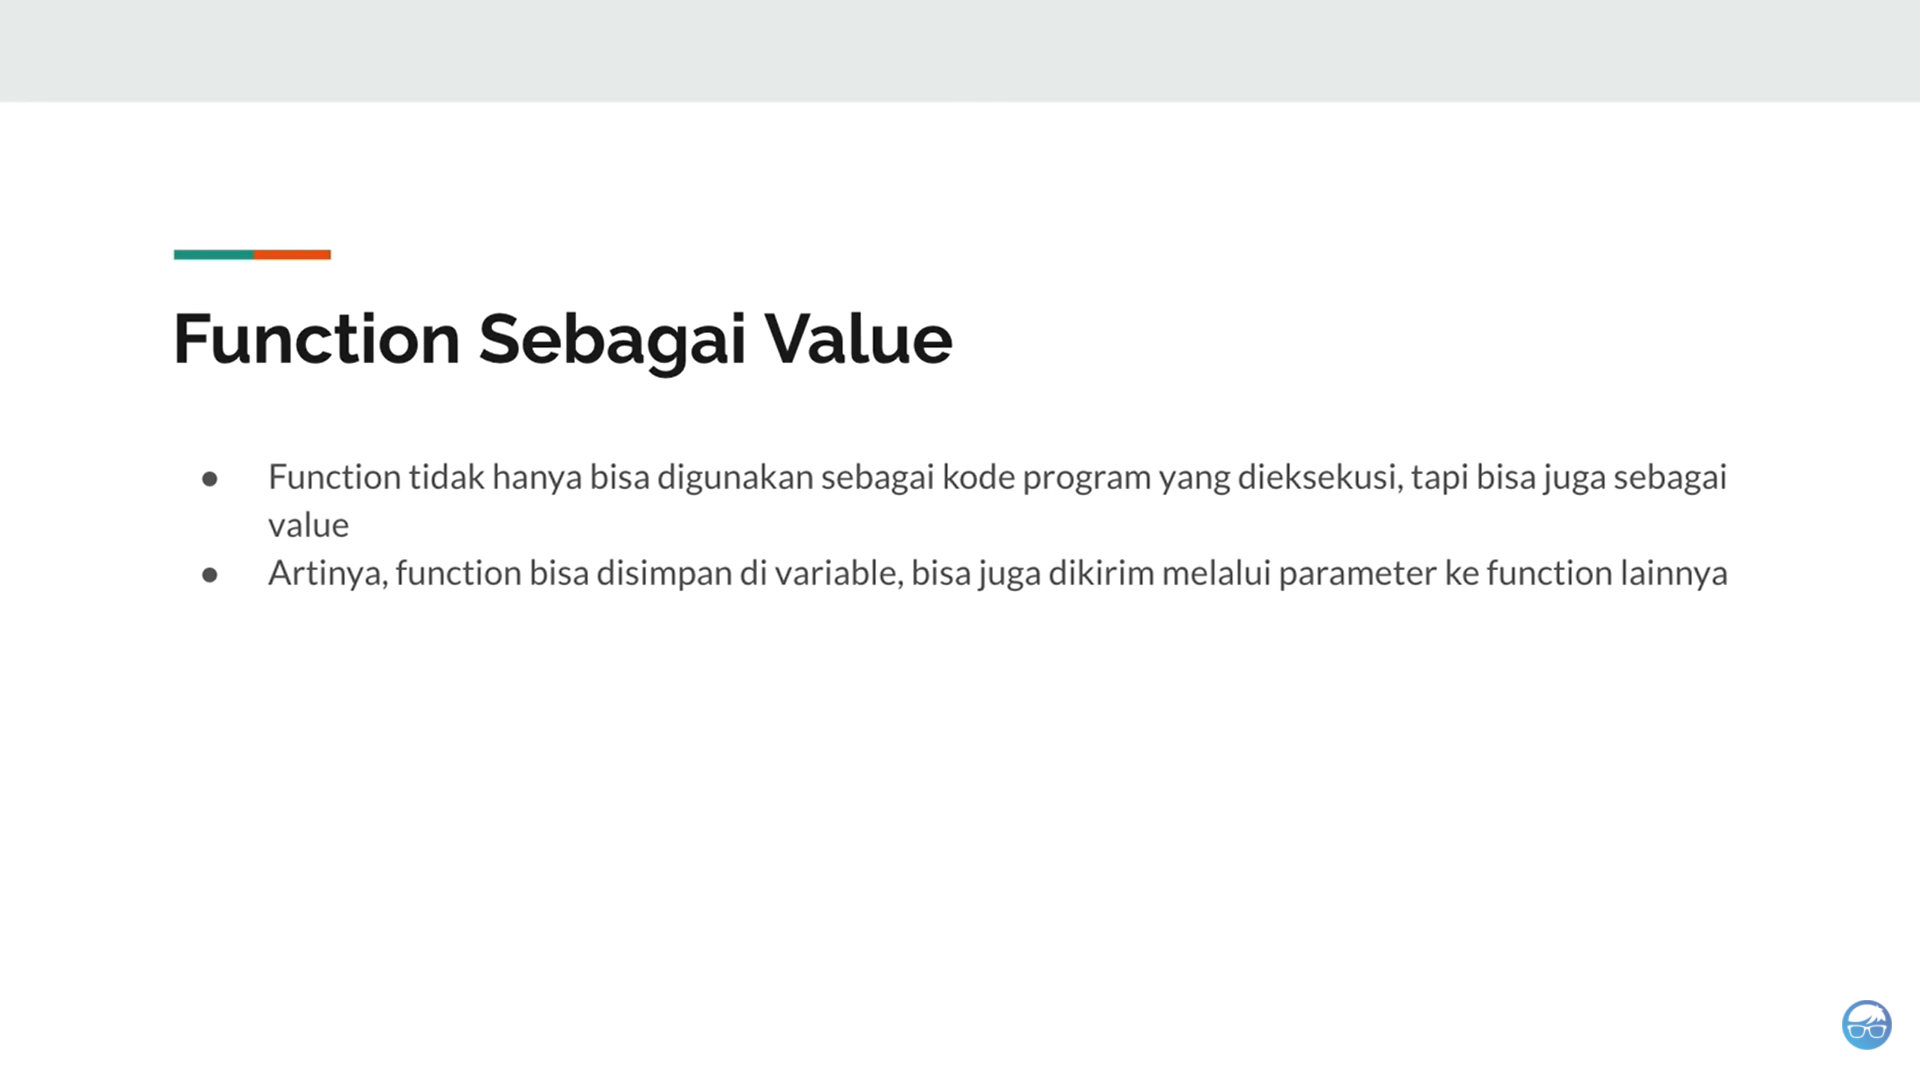 Function Sebagai Value
● Function tidak hanya bisa digunakan sebagai kode program yang dieksekusi, tapi bisa juga sebagai
value
● Artinya, function bisa disimpan di variable, bisa juga dikirim melalui parameter ke function lainnya